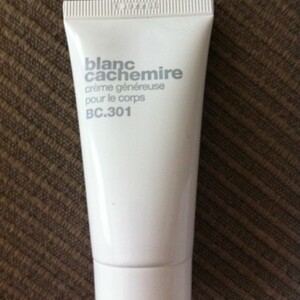 blanc
cachemire
crème généreuse
pour le corps
BC.301